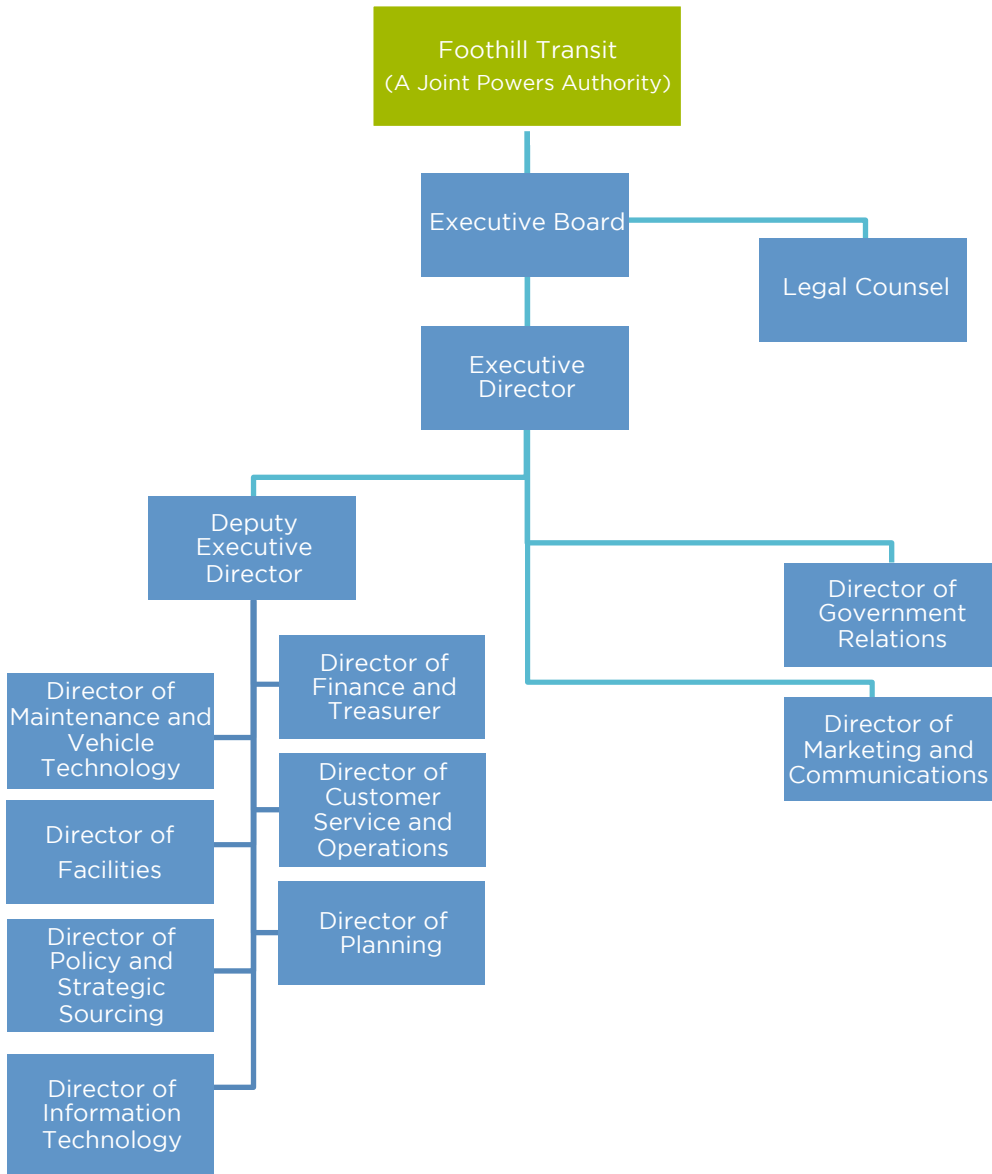 Foothill Transit
(A Joint Powers Authority)
Executive Board
Legal Counsel
Executive
Director
Deputy
Executive
Director
Director of
Government
Relations
Director of
Finance and
Treasurer
Director of
Maintenance and
Vehicle
Technology
Director of
Marketing and
Communications
Director of
Customer
Service and
Operations
Director of
Facilities
Director of
Planning
Director of
Policy and
Strategic
Sourcing
Director of
Information
Technology